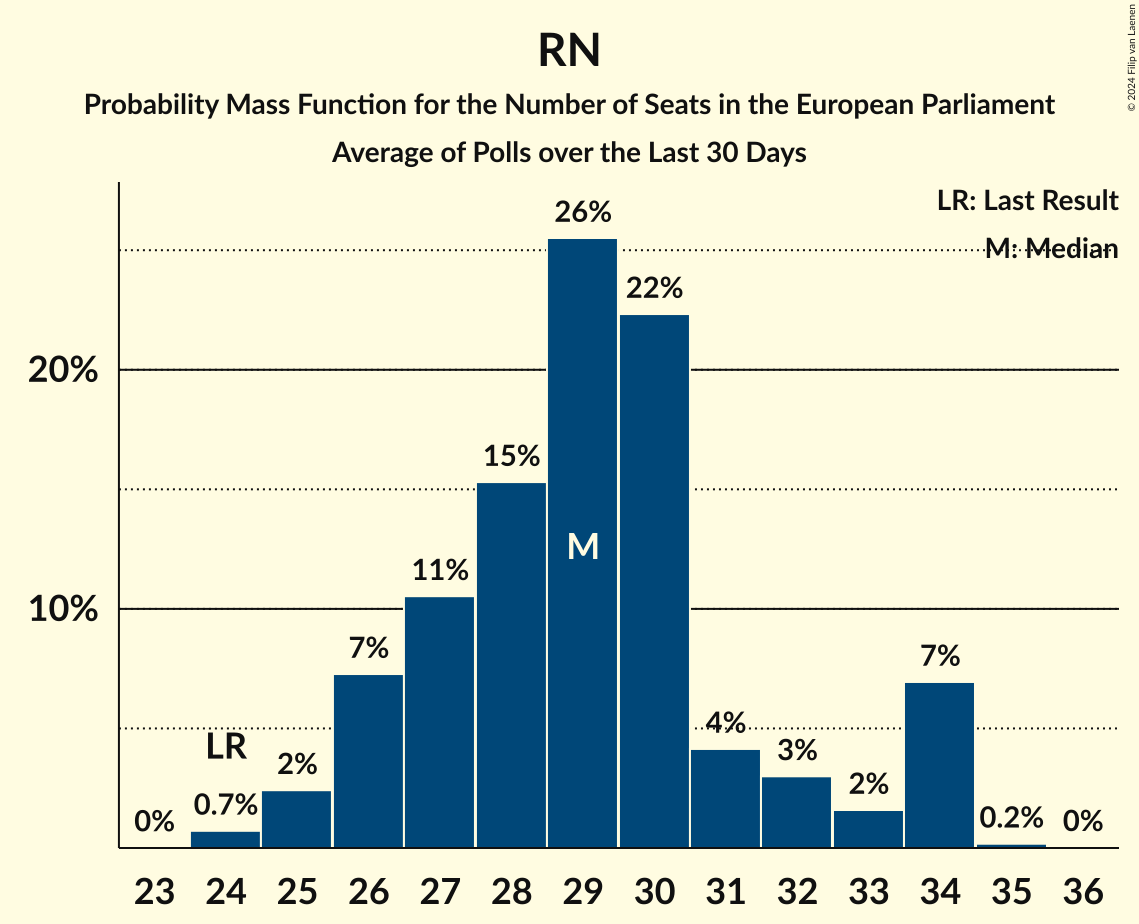 RN
Probability Mass Function for the Number of Seats in the European Parliament
Average of Polls over the Last 30 Days
© 2024 Filip van Laenen
LR: Last Result
M: Median
20%
10%
0%
0.7%
LR
2%
7%
11%
15%
26%
M
22%
4%
3%
2%
7%
0.2%
0%
23 24 25 26 27 28 29 30 31 32 33 34 35 36